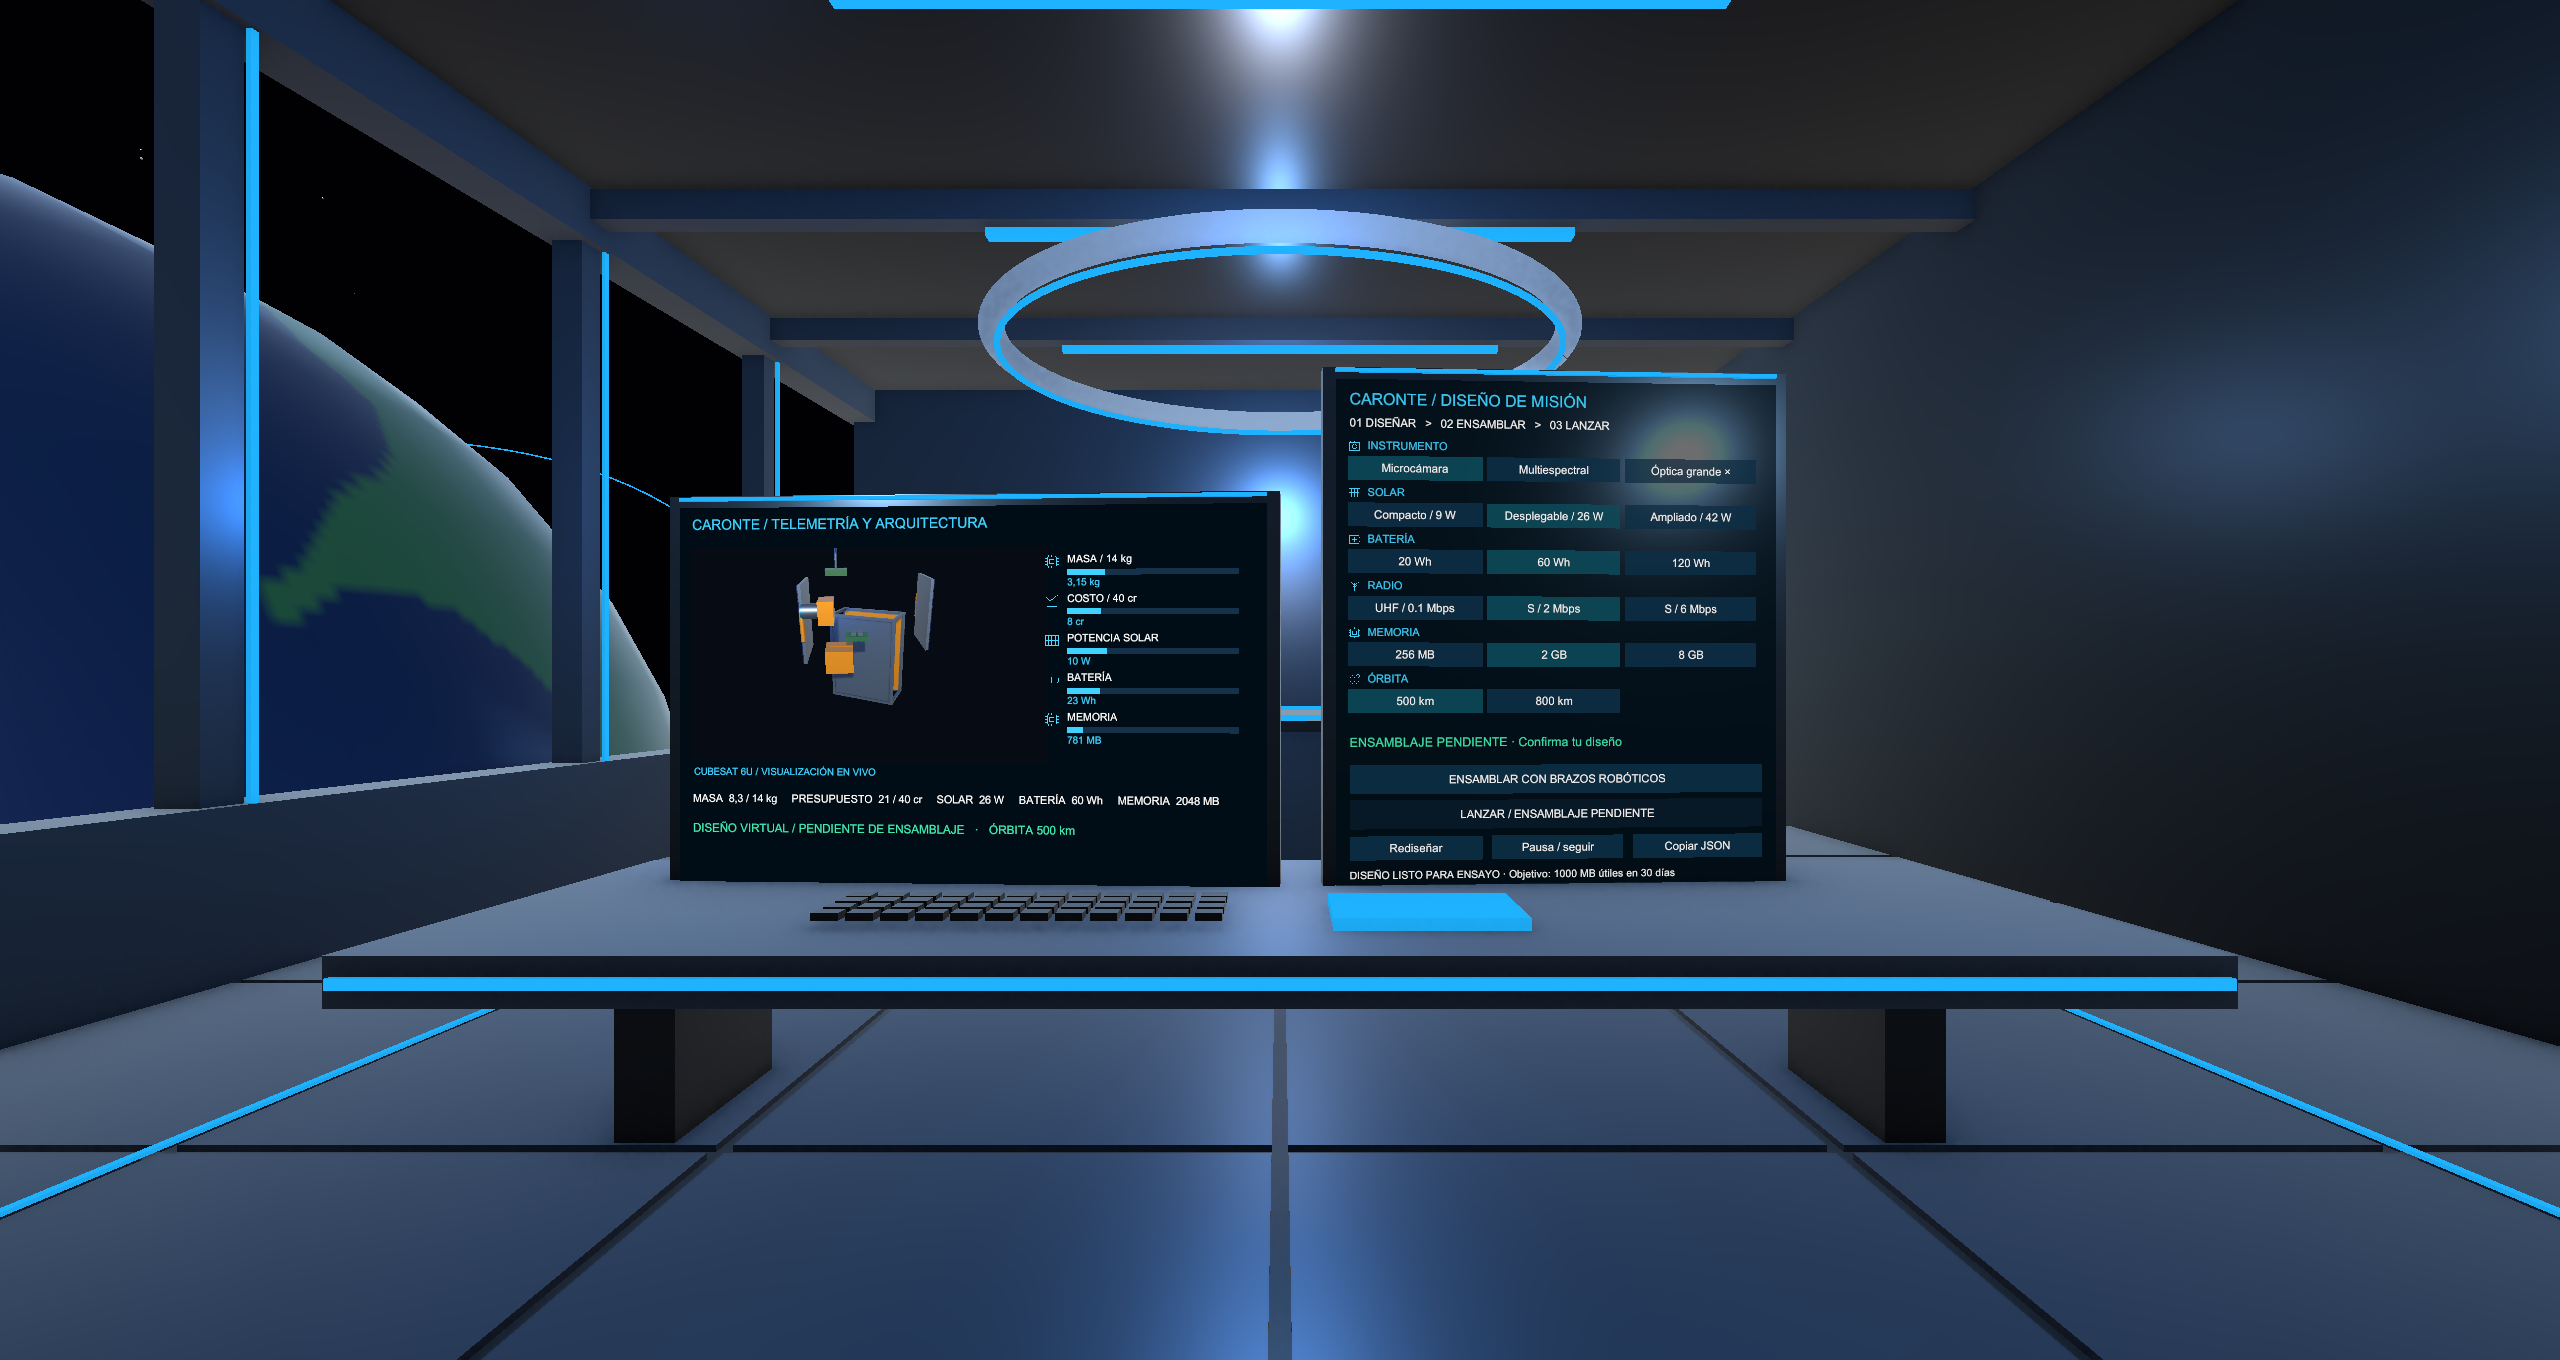 CARONTE / TELEMETRÍA Y ARQUITECTURA
MASA / 14 kg
3,15 kg
COSTO / 40 cr
8 cr
POTENCIA SOLAR
10 W
BATERÍA
23 Wh
MEMORIA
781 MB
CUBESAT 6U / VISUALIZACIÓN EN VIVO
MASA 8,3 / 14 kg PRESUPUESTO 21 / 40 cr SOLAR 26 W BATERÍA 60 Wh MEMORIA 2048 MB
DISEÑO VIRTUAL / PENDIENTE DE ENSAMBLAJE · ÓRBITA 500 km
CARONTE / DISEÑO DE MISIÓN
01 DISEÑAR > 02 ENSAMBLAR > 03 LANZAR
INSTRUMENTO
Microcámara Multiespectral Óptica grande ×
SOLAR
Compacto / 9 W Desplegable / 26 W Ampliado / 42 W
BATERÍA
20 Wh 60 Wh 120 Wh
RADIO
UHF / 0.1 Mbps S / 2 Mbps S / 6 Mbps
MEMORIA
256 MB 2 GB 8 GB
ÓRBITA
500 km 800 km
ENSAMBLAJE PENDIENTE · Confirma tu diseño
ENSAMBLAR CON BRAZOS ROBÓTICOS
LANZAR / ENSAMBLAJE PENDIENTE
Rediseñar Pausa / seguir Copiar JSON
DISEÑO LISTO PARA ENSAYO · Objetivo: 1000 MB útiles en 30 días